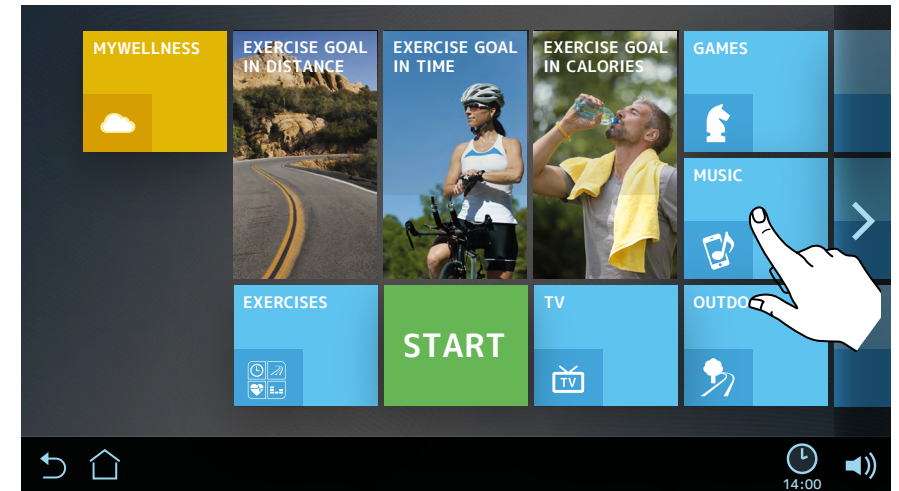 MYWELLNESS
EXERCISE GOAL
IN DISTANCE
EXERCISE GOAL
IN TIME
EXERCISE GOAL
IN CALORIES
GAMES
MUSIC
EXERCISES
START
TV
TV
OUTDO
14:00